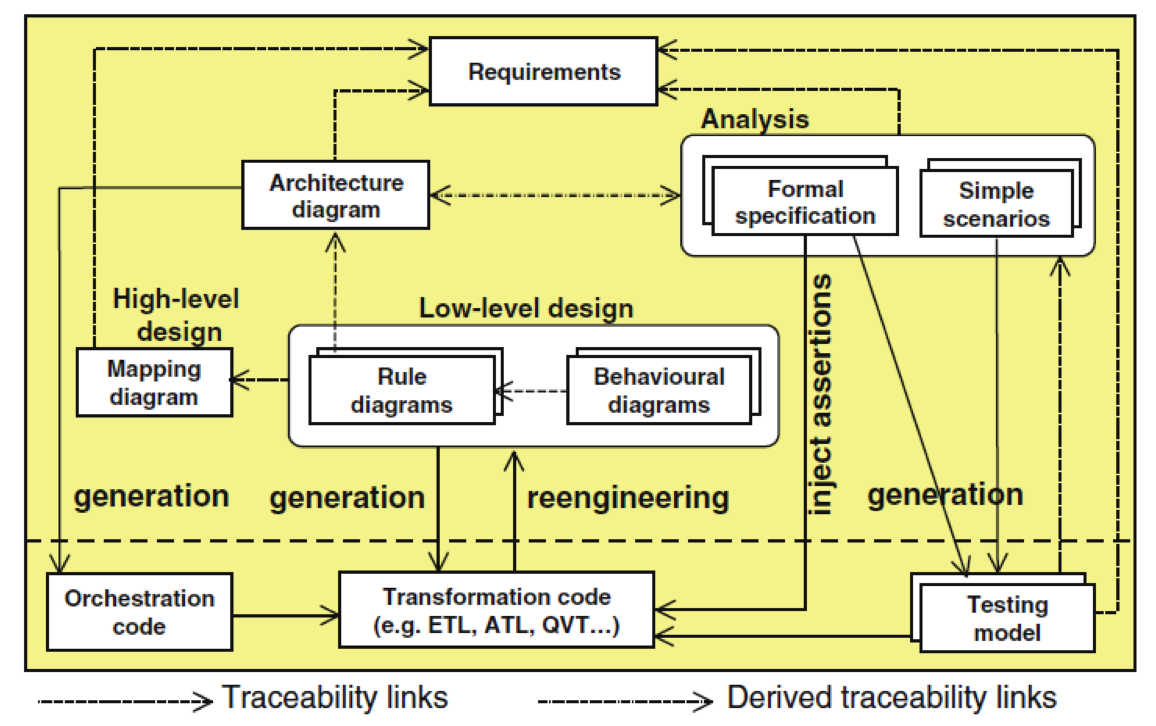 Requirements
Analysis
Architecture
diagram
Formal
specification
Simple
scenarios
High-level
design
Low-level design
Mapping
diagram
Rule
diagrams
Behavioural
diagrams
inject assertions
generation
generation
reengineering
generation
Orchestration
code
Transformation code
(e.g. ETL, ATL, QVT...)
Testing
model
Traceability links
Derived traceability links